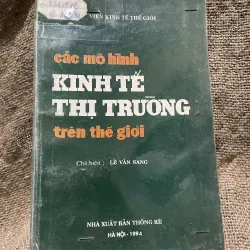 VIỆN KINH TẾ THẾ GIỚI
các mô hình
KINH TẾ
THỊ TRƯỜNG
trên thế giới
Chủ biên : LÊ VĂN SANG
NHÀ XUẤT BẢN THỐNG KÊ
HÀ NỘI - 1994